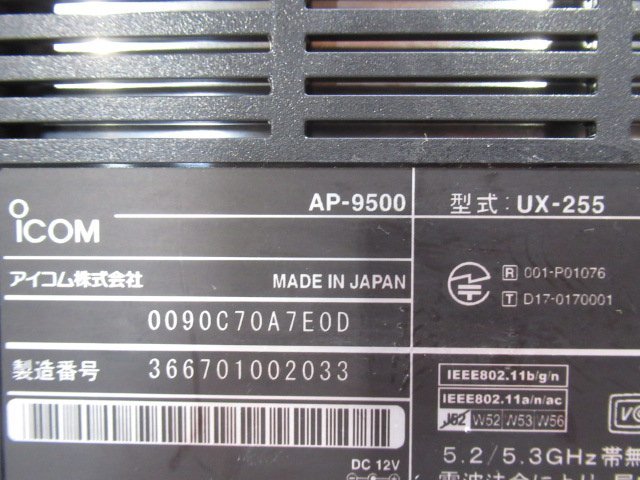 ICOM
AP-9500
アイコム株式会社
MADE IN JAPAN
0090C70A7E0D
製造番号
366701002033
DC 12V
型式：UX-255
R 001-P01076
T D17-0170001
IEEE802.11b/g/n
IEEE802.11a/n/ac
J52 W52 W53 W56
5.2/5.3GHz帯無